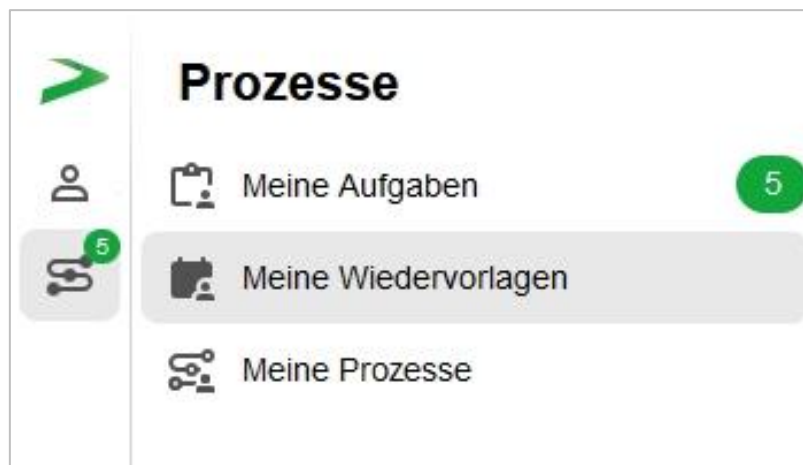 Prozesse
Meine Aufgaben 5
5
Meine Wiedervorlagen
Meine Prozesse